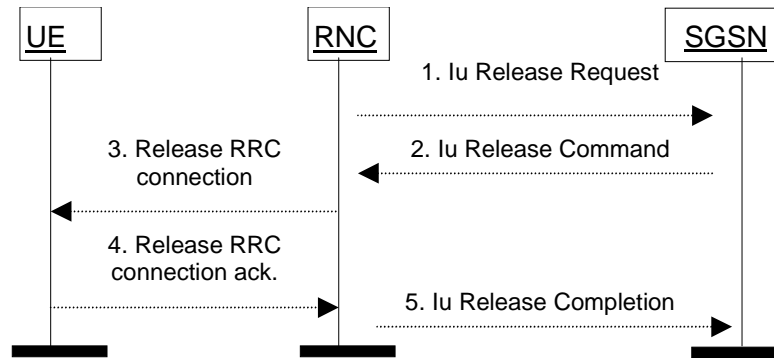 UE
RNC
SGSN
1. Iu Release Request
3. Release RRC
connection
2. Iu Release Command
4. Release RRC
connection ack.
5. Iu Release Completion